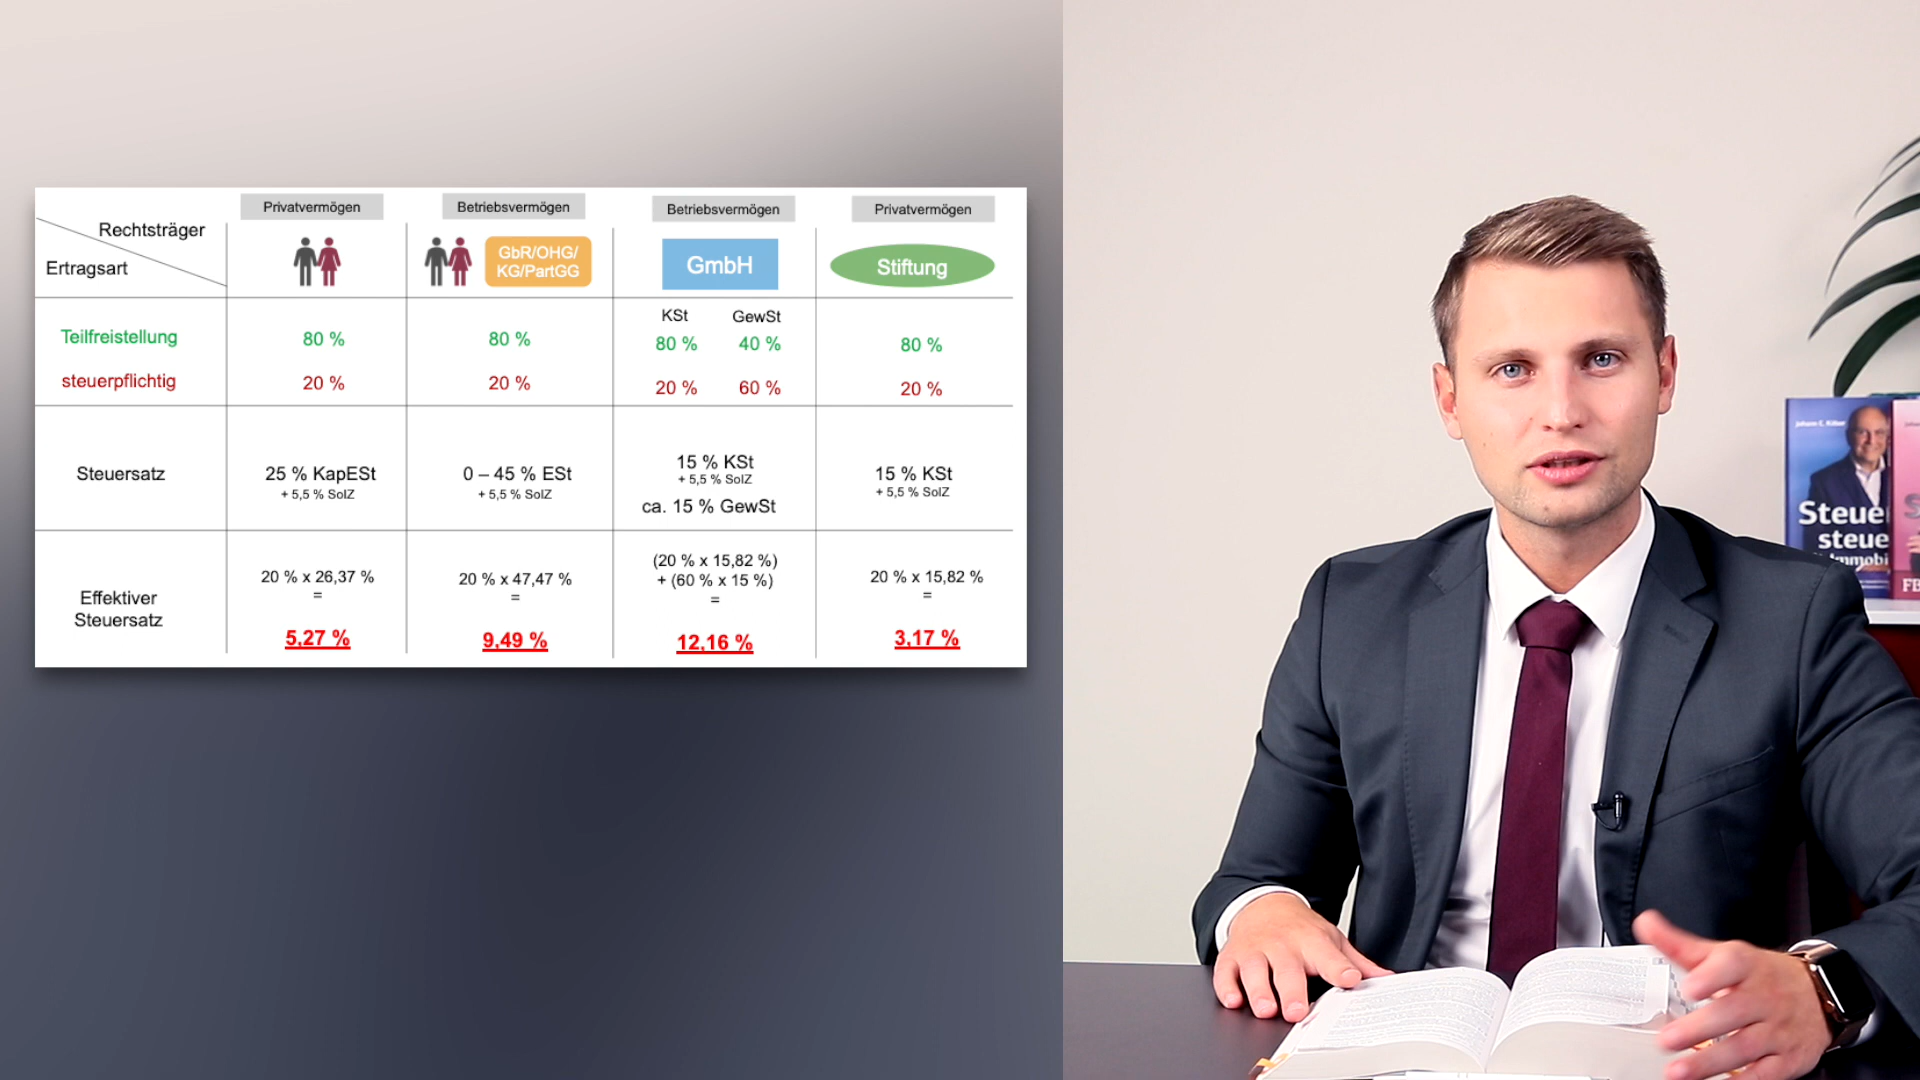 Privatvermögen
Betriebsvermögen
Betriebsvermögen
Privatvermögen
Rechtsträger
Ertragsart
GbR/OHG/
KG/PartGG
GmbH
Stiftung
KSt GewSt
Teilfreistellung 80 % 80 % 80 % 40 % 80 %
steuerpflichtig 20 % 20 % 20 % 60 % 20 %
Steuersatz
25 % KapESt
+ 5,5 % SolZ
0 – 45 % ESt
+ 5,5 % SolZ
15 % KSt
+ 5,5 % SolZ
ca. 15 % GewSt
15 % KSt
+ 5,5 % SolZ
Effektiver
Steuersatz
20 % x 26,37 %
=
5,27 %
20 % x 47,47 %
=
9,49 %
(20 % x 15,82 %)
+ (60 % x 15 %)
=
12,16 %
20 % x 15,82 %
=
3,17 %
Steue
steue
Immobi